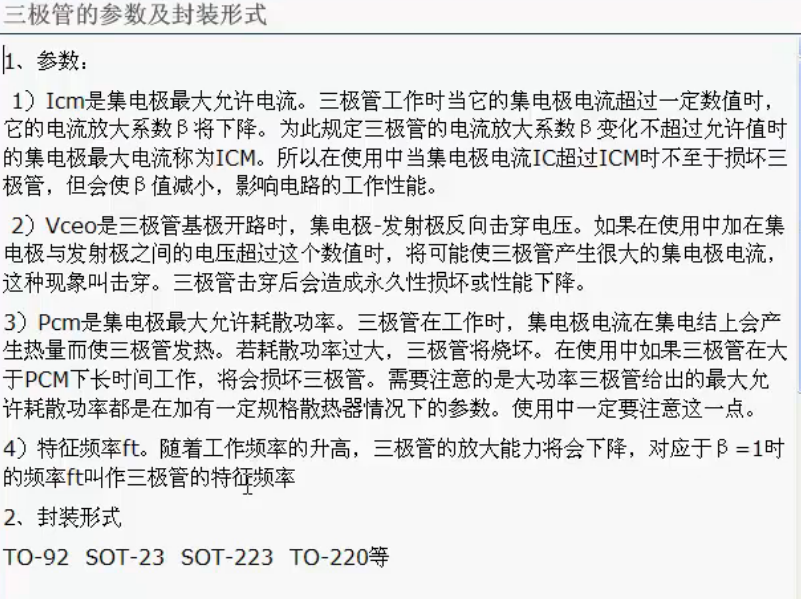 三极管的参数及封装形式
1、参数：
1）Icm是集电极最大允许电流。三极管工作时当它的集电极电流超过一定数值时，
它的电流放大系数β将下降。为此规定三极管的电流放大系数β变化不超过允许值时
的集电极最大电流称为ICM。所以在使用中当集电极电流IC超过ICM时不至于损坏三
极管，但会使β值减小，影响电路的工作性能。
2）Vceo是三极管基极开路时，集电极-发射极反向击穿电压。如果在使用中加在集
电极与发射极之间的电压超过这个数值时，将可能使三极管产生很大的集电极电流，
这种现象叫击穿。三极管击穿后会造成永久性损坏或性能下降。
3）Pcm是集电极最大允许耗散功率。三极管在工作时，集电极电流在集电结上会产
生热量而使三极管发热。若耗散功率过大，三极管将烧坏。在使用中如果三极管在大
于PCM下长时间工作，将会损坏三极管。需要注意的是大功率三极管给出的最大允
许耗散功率都是在加有一定规格散热器情况下的参数。使用中一定要注意这一点。
4）特征频率ft。随着工作频率的升高，三极管的放大能力将会下降，对应于β=1时
的频率ft叫作三极管的特征频率
2、封装形式
TO-92 SOT-23 SOT-223 TO-220等